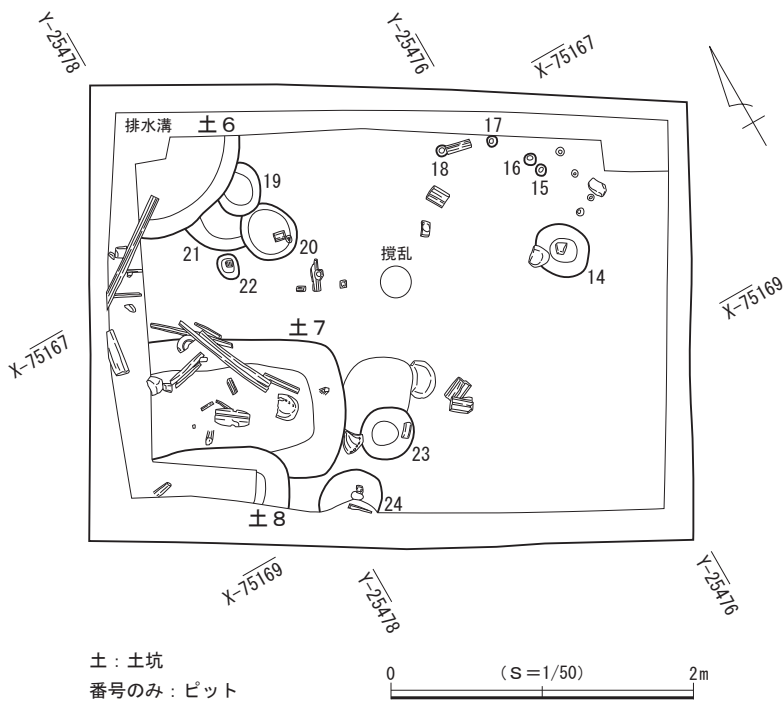 Y-25478
Y-25476
X-75167
排水溝
土6
17
18
16
15
19
21
20
22
攪乱
14
X-75169
X-75167
土7
23
24
土8
X-75169
Y-25478
Y-25476
土：土坑
番号のみ：ピット
0 （S＝1/50） 2m